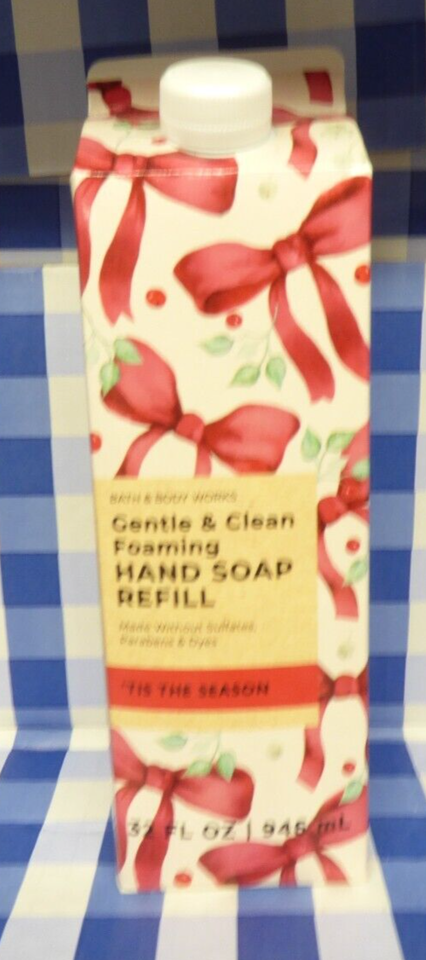 BATH & BODY WORKS
Gentle & Clean
Foaming
HAND SOAP
REFILL
Made Without Sulfates,
Parabens & Dyes
'TIS THE SEASON
32 FL OZ | 946 mL